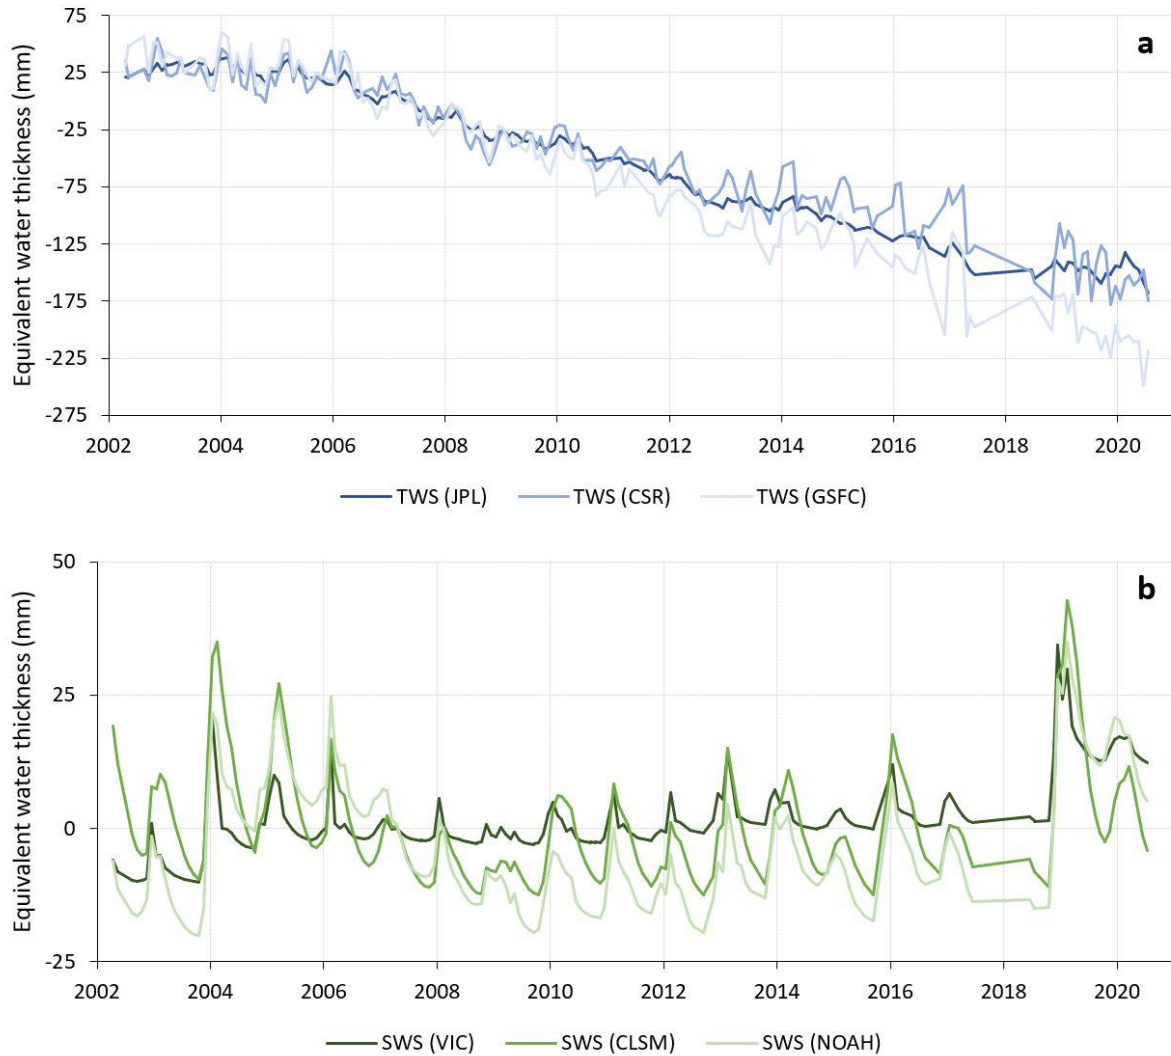 75
a
25
-25
-75
-125
-175
-225
-275
Equivalent water thickness (mm)
2002 2004 2006 2008 2010 2012 2014 2016 2018 2020
TWS (JPL) TWS (CSR) TWS (GSFC)
50
b
25
0
-25
Equivalent water thickness (mm)
2002 2004 2006 2008 2010 2012 2014 2016 2018 2020
SWS (VIC) SWS (CLSM) SWS (NOAH)